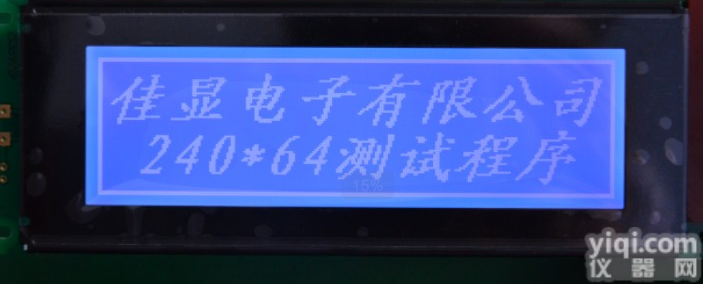 佳显电子有限公司
240*64测试程序
15%
yiqi.com
仪器网